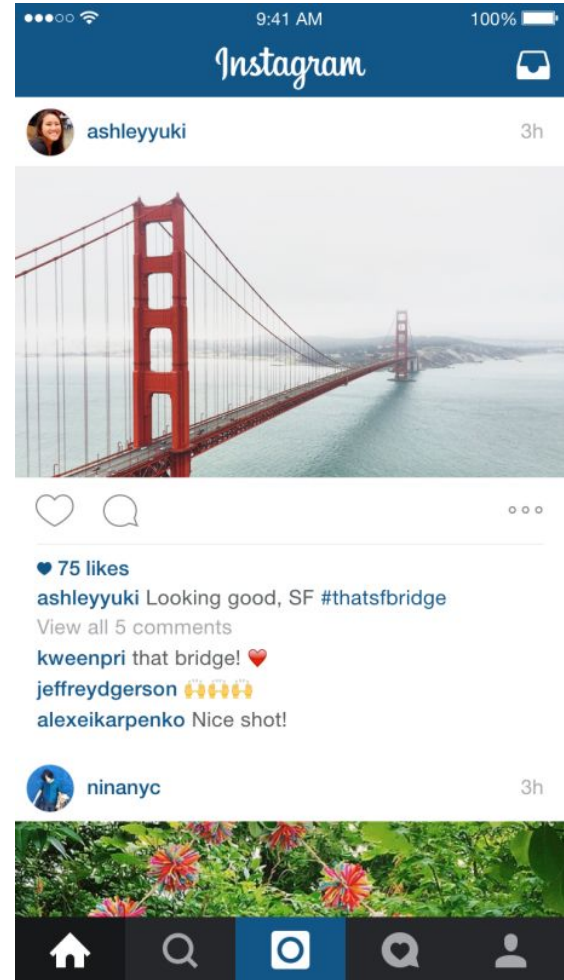 9:41 AM 100%
Instagram
ashleyyuki 3h
75 likes
ashleyyuki Looking good, SF #thatsfbridge
View all 5 comments
kweenpri that bridge! ❤️
jeffreydgerson 🙌🙌🙌
alexeikarpenko Nice shot!
ninanyc 3h